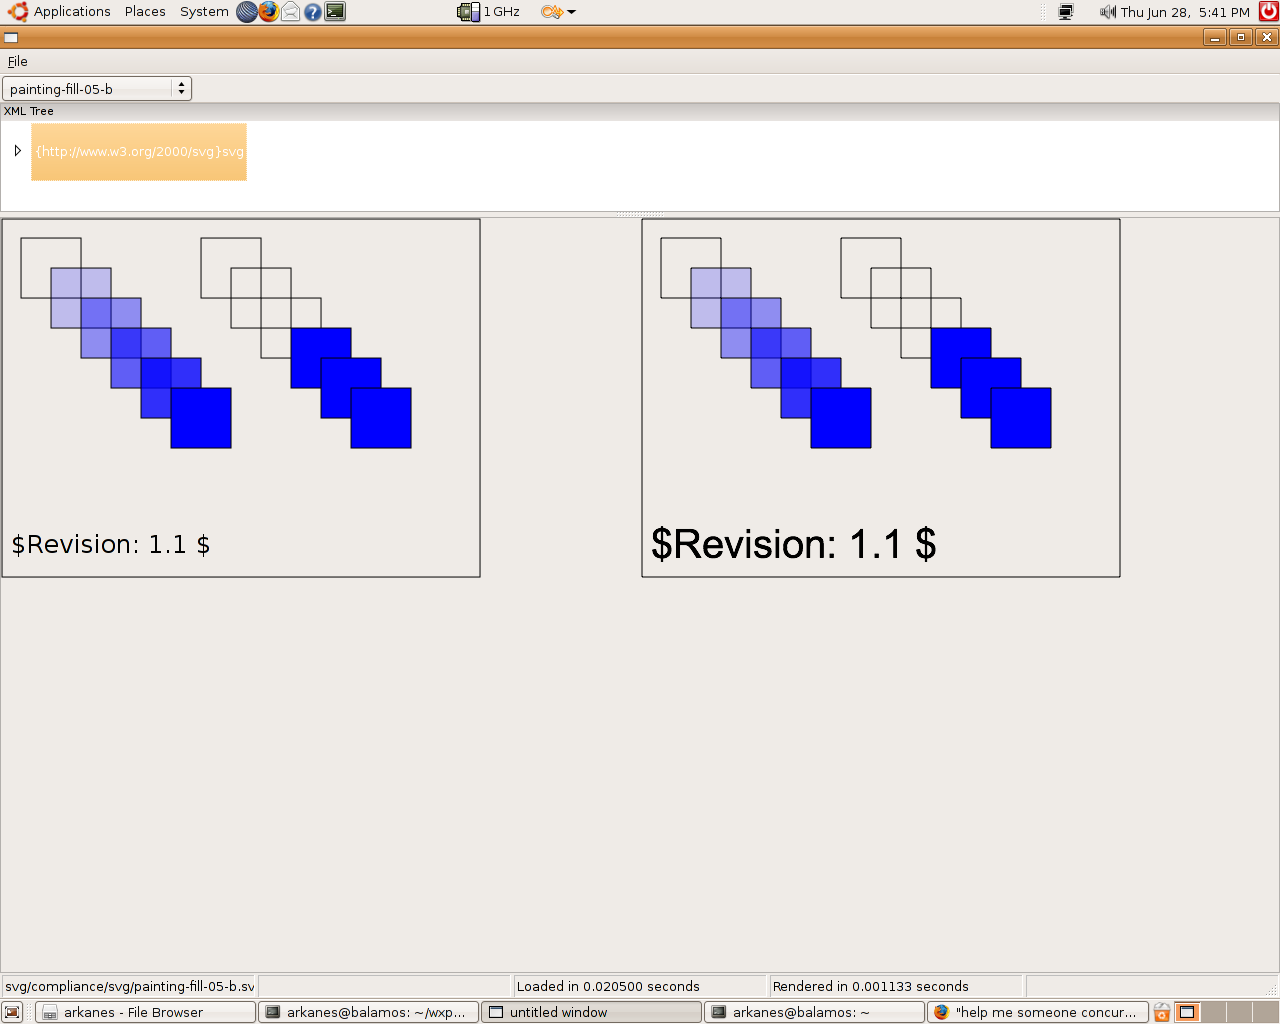 Applications Places System 1 GHz Thu Jun 28, 5:41 PM
File
painting-fill-05-b
XML Tree
{http://www.w3.org/2000/svg}svg
$Revision: 1.1 $
$Revision: 1.1 $
svg/compliance/svg/painting-fill-05-b.sv Loaded in 0.020500 seconds Rendered in 0.001133 seconds
arkanes - File Browser arkanes@balamos: ~/wxp... untitled window arkanes@balamos: ~ "help me someone concur...